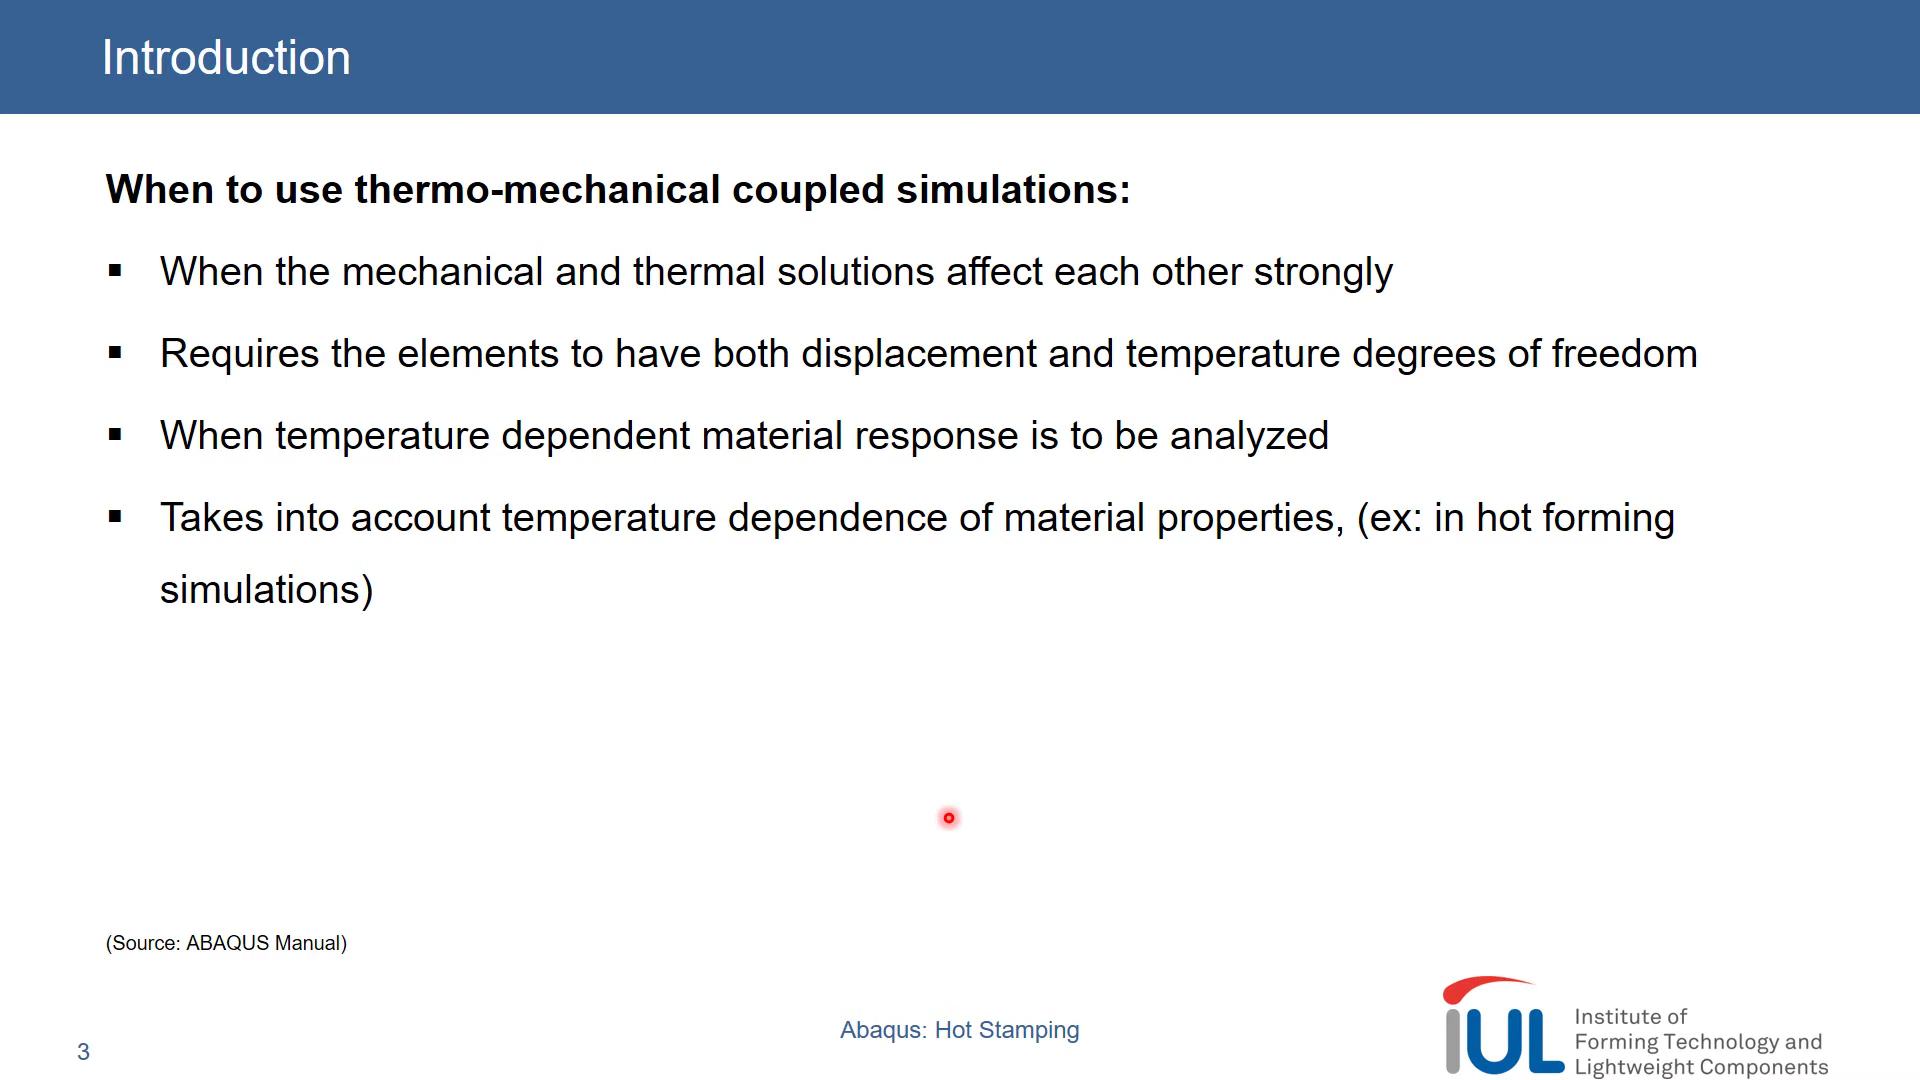 Introduction
When to use thermo-mechanical coupled simulations:
▪ When the mechanical and thermal solutions affect each other strongly
▪ Requires the elements to have both displacement and temperature degrees of freedom
▪ When temperature dependent material response is to be analyzed
▪ Takes into account temperature dependence of material properties, (ex: in hot forming
simulations)
(Source: ABAQUS Manual)
3
Abaqus: Hot Stamping
IUL
Institute of
Forming Technology and
Lightweight Components